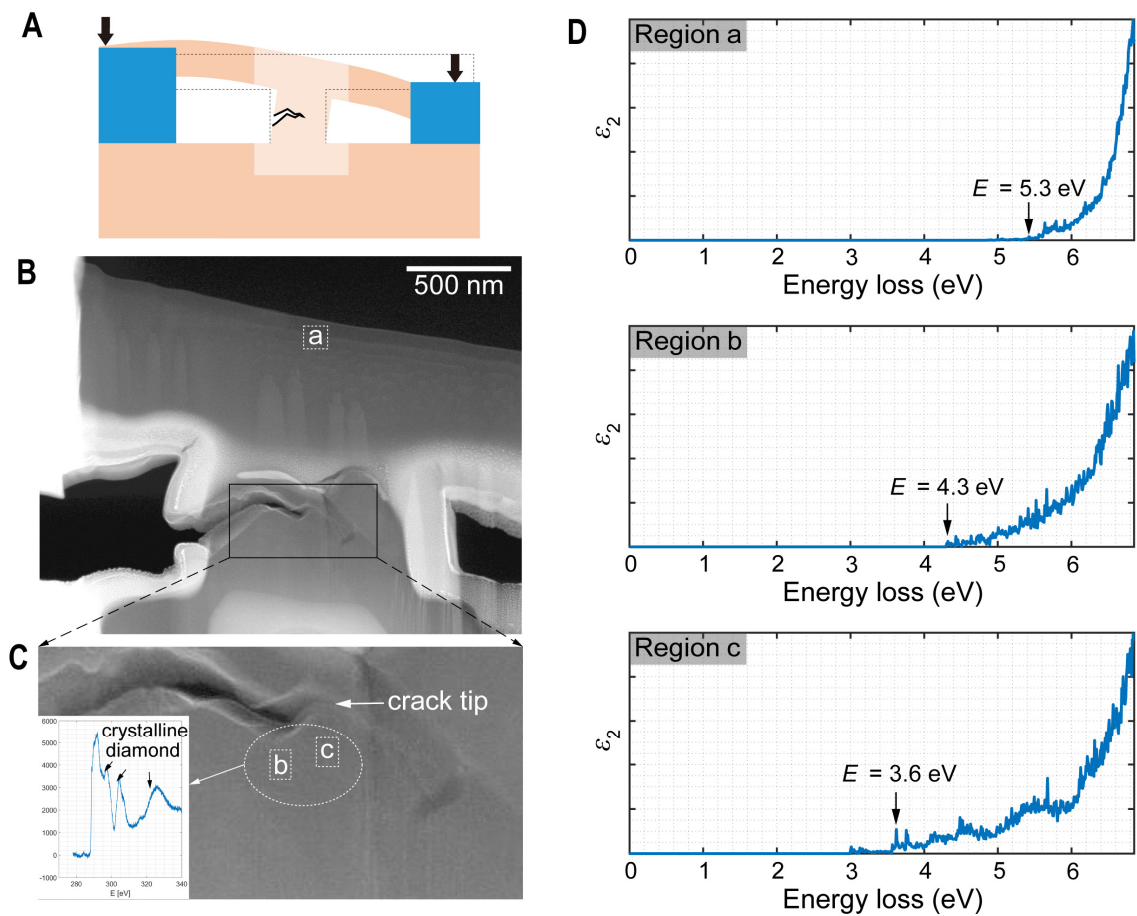 A
B
500 nm
a
C
crack tip
crystalline
diamond
b
c
6000
5000
4000
3000
2000
1000
0
-1000
280
300
320
340
E [eV]
D
Region a
ε₂
E = 5.3 eV
0 1 2 3 4 5 6
Energy loss (eV)
Region b
ε₂
E = 4.3 eV
0 1 2 3 4 5 6
Energy loss (eV)
Region c
ε₂
E = 3.6 eV
0 1 2 3 4 5 6
Energy loss (eV)